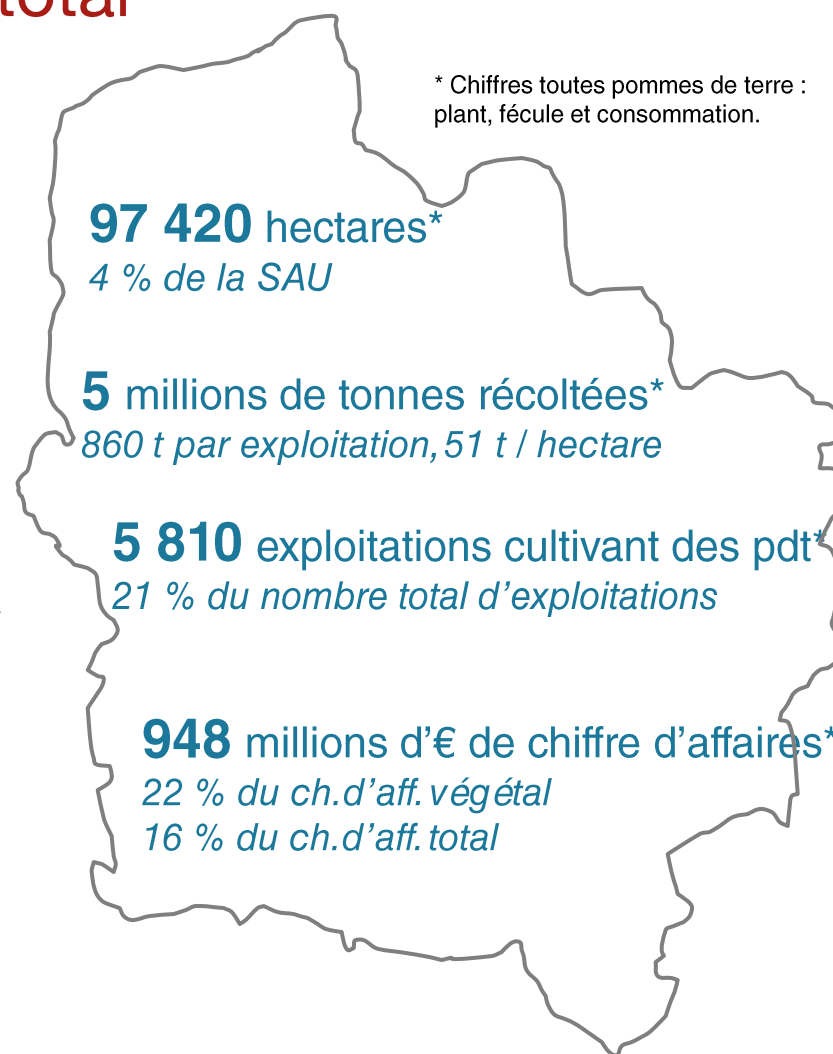 total
* Chiffres toutes pommes de terre :
plant, fécule et consommation.
97 420 hectares*
4 % de la SAU
5 millions de tonnes récoltées*
860 t par exploitation, 51 t / hectare
5 810 exploitations cultivant des pdt*
21 % du nombre total d’exploitations
948 millions d’€ de chiffre d’affaires*
22 % du ch.d’aff. végétal
16 % du ch.d’aff. total